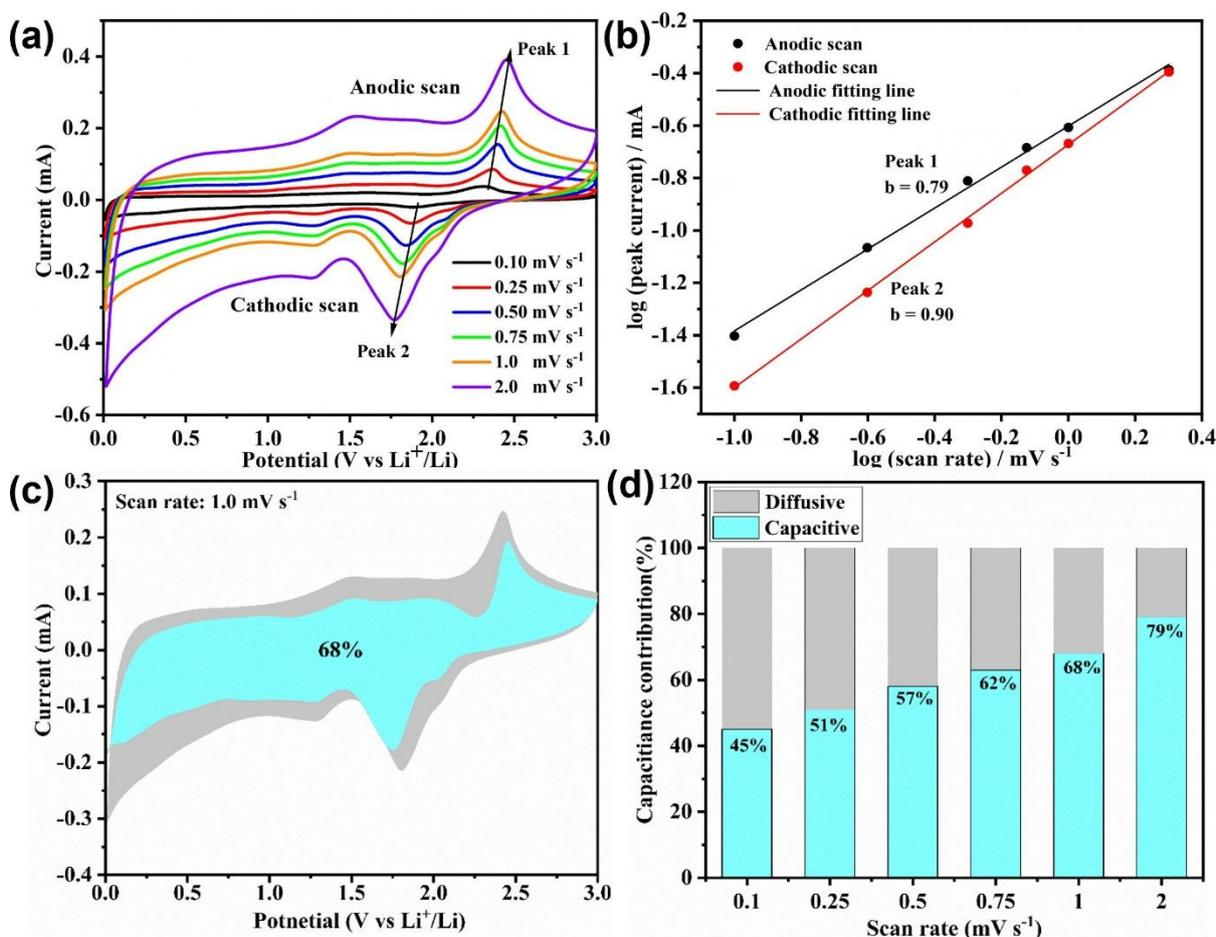 (a)
0.4
0.2
0.0
-0.2
-0.4
-0.6
Current (mA)
Anodic scan
Peak 1
Cathodic scan
Peak 2
0.10 mV s⁻¹
0.25 mV s⁻¹
0.50 mV s⁻¹
0.75 mV s⁻¹
1.0 mV s⁻¹
2.0 mV s⁻¹
0.0 0.5 1.0 1.5 2.0 2.5 3.0
Potential (V vs Li⁺/Li)
(b)
-0.2
-0.4
-0.6
-0.8
-1.0
-1.2
-1.4
-1.6
log (peak current) / mA
Anodic scan
Cathodic scan
Anodic fitting line
Cathodic fitting line
Peak 1
b = 0.79
Peak 2
b = 0.90
-1.0 -0.8 -0.6 -0.4 -0.2 0.0 0.2 0.4
log (scan rate) / mV s⁻¹
(c)
0.3
0.2
0.1
0.0
-0.1
-0.2
-0.3
-0.4
Current (mA)
Scan rate: 1.0 mV s⁻¹
68%
0.0 0.5 1.0 1.5 2.0 2.5 3.0
Potnetial (V vs Li⁺/Li)
(d)
120
100
80
60
40
20
0
Capacitiance contribution(%)
Diffusive
Capacitive
45%
51%
57%
62%
68%
79%
0.1 0.25 0.5 0.75 1 2
Scan rate (mV s⁻¹)